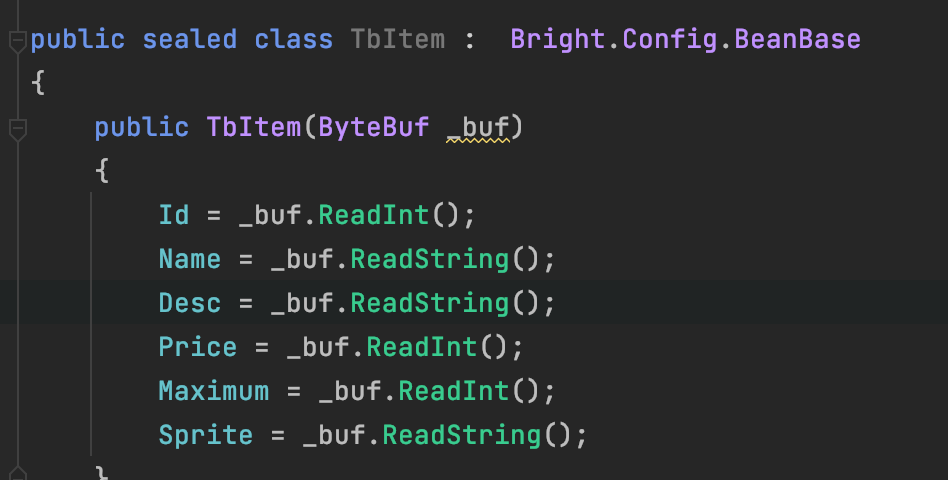 public sealed class TbItem :  Bright.Config.BeanBase
{
    public TbItem(ByteBuf _buf)
    {
        Id = _buf.ReadInt();
        Name = _buf.ReadString();
        Desc = _buf.ReadString();
        Price = _buf.ReadInt();
        Maximum = _buf.ReadInt();
        Sprite = _buf.ReadString();
    }